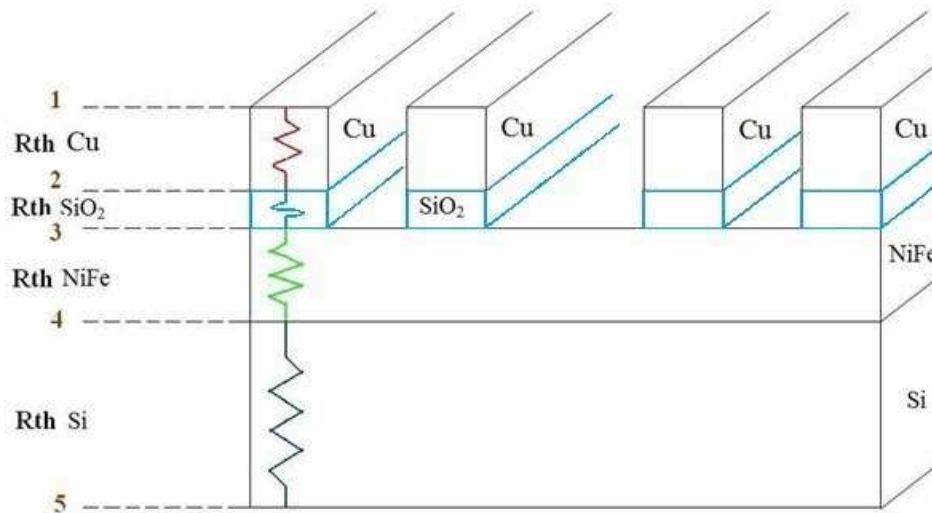 1
Rth Cu
Cu
Cu
Cu
Cu
2
Rth SiO₂
SiO₂
3
NiFe
Rth NiFe
4
Rth Si
Si
5